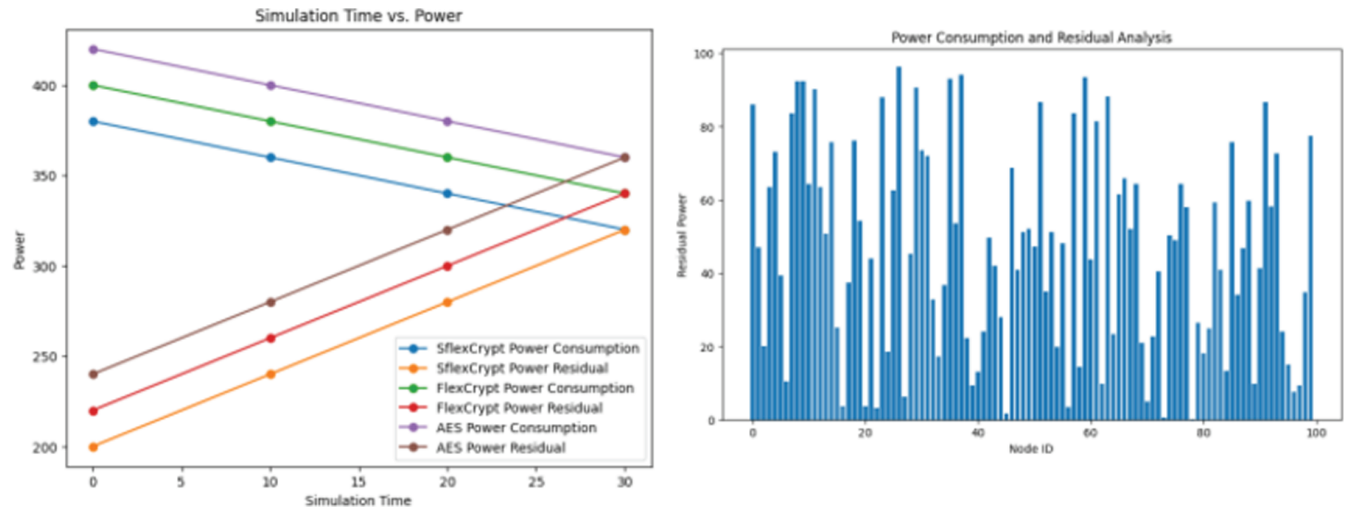 Simulation Time vs. Power
400
350
300
250
200
Power
0 5 10 15 20 25 30
Simulation Time
SflexCrypt Power Consumption
SflexCrypt Power Residual
FlexCrypt Power Consumption
FlexCrypt Power Residual
AES Power Consumption
AES Power Residual
Power Consumption and Residual Analysis
100
80
60
40
20
0
Residual Power
0 20 40 60 80 100
Node ID